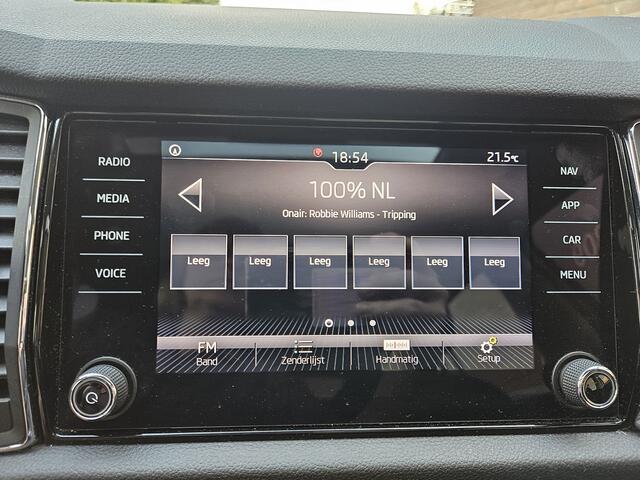 RADIO
MEDIA
PHONE
VOICE
18:54
21.5°C
100% NL
Onair: Robbie Williams - Tripping
Leeg Leeg Leeg Leeg Leeg Leeg
FM
Band
Zenderlijst
Handmatig
Setup
NAV
APP
CAR
MENU